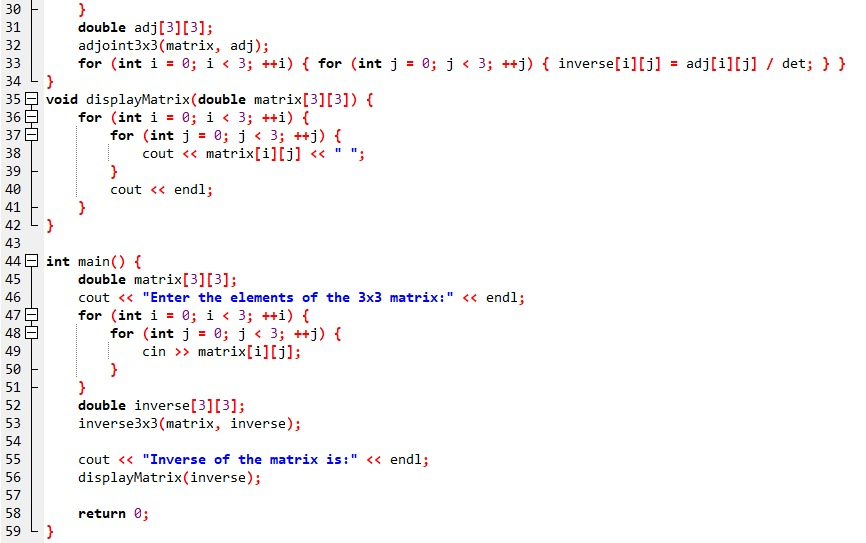 30 }
31 double adj[3][3];
32 adjoint3x3(matrix, adj);
33 for (int i = 0; i < 3; ++i) { for (int j = 0; j < 3; ++j) { inverse[i][j] = adj[i][j] / det; } }
34 }
35 void displayMatrix(double matrix[3][3]) {
36 for (int i = 0; i < 3; ++i) {
37 for (int j = 0; j < 3; ++j) {
38 cout << matrix[i][j] << " ";
39 }
40 cout << endl;
41 }
42 }
43
44 int main() {
45 double matrix[3][3];
46 cout << "Enter the elements of the 3x3 matrix:" << endl;
47 for (int i = 0; i < 3; ++i) {
48 for (int j = 0; j < 3; ++j) {
49 cin >> matrix[i][j];
50 }
51 }
52 double inverse[3][3];
53 inverse3x3(matrix, inverse);
54
55 cout << "Inverse of the matrix is:" << endl;
56 displayMatrix(inverse);
57
58 return 0;
59 }